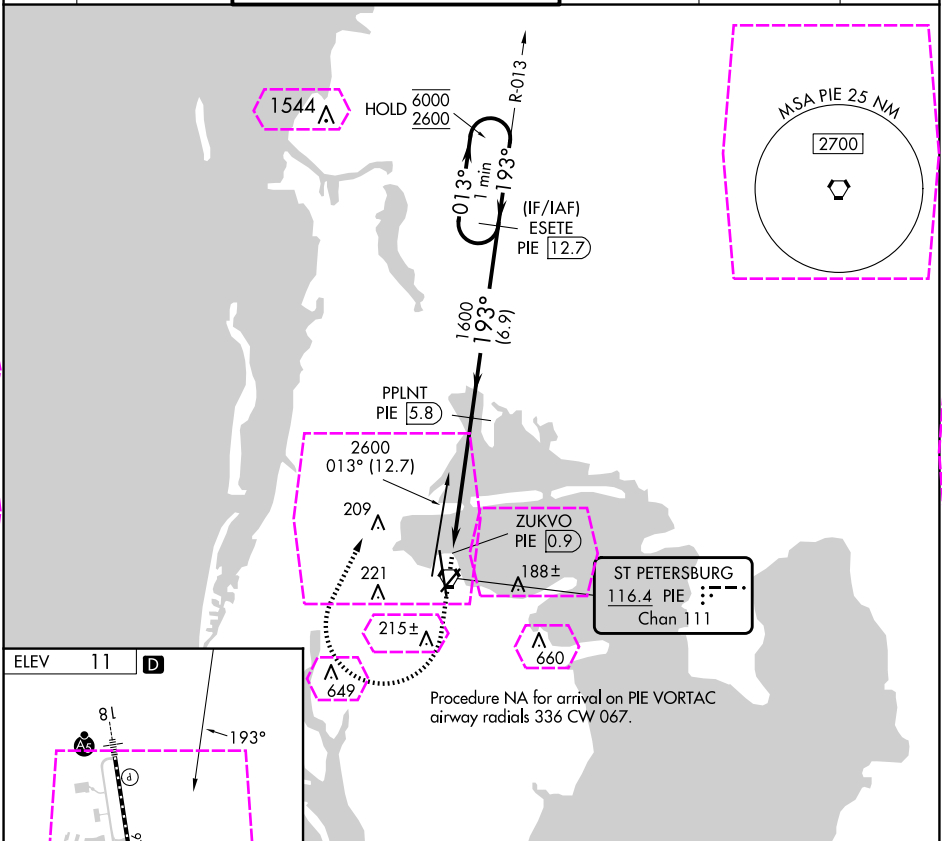 1544
HOLD
6000
2600
R-013
013°
1 min
193°
MSA PIE 25 NM
2700
(IF/IAF)
ESETE
PIE 12.7
1600
193°
(6.9)
PPLNT
PIE 5.8
2600
013° (12.7)
209
ZUKVO
PIE 0.9
221
188±
ST PETERSBURG
116.4 PIE
Chan 111
215±
660
649
Procedure NA for arrival on PIE VORTAC
airway radials 336 CW 067.
ELEV 11 D
18
193°
A5
P